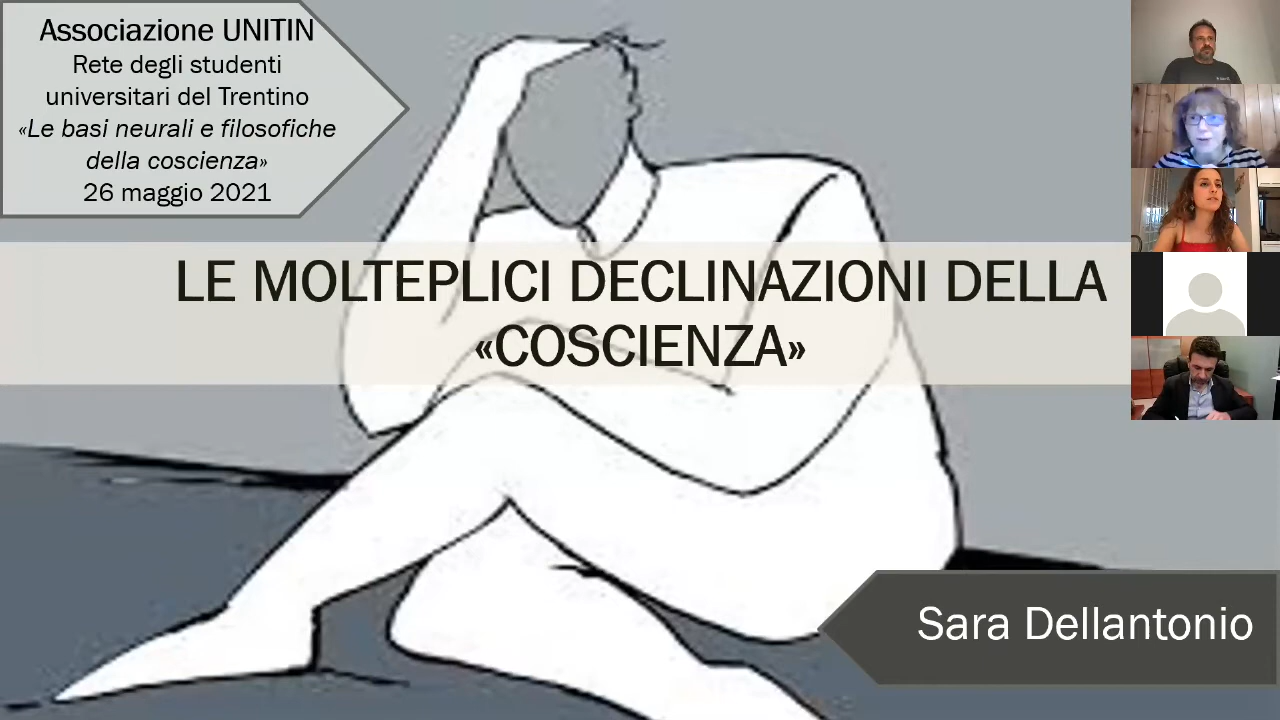 Associazione UNITIN
Rete degli studenti
universitari del Trentino
«Le basi neurali e filosofiche
della coscienza»
26 maggio 2021
LE MOLTEPLICI DECLINAZIONI DELLA
«COSCIENZA»
Sara Dellantonio